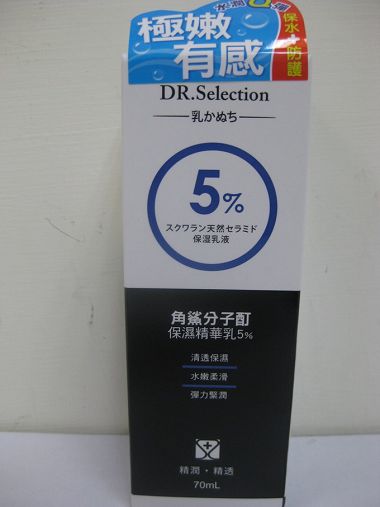 水潤
極嫩
有感
保水+防護
DR.Selection
乳かぬち
5%
スクワラン天然セラミド
保湿乳液
角鯊分子酊
保濕精華乳5%
清透保濕
水嫩柔滑
彈力緊潤
精潤・精透
70mL